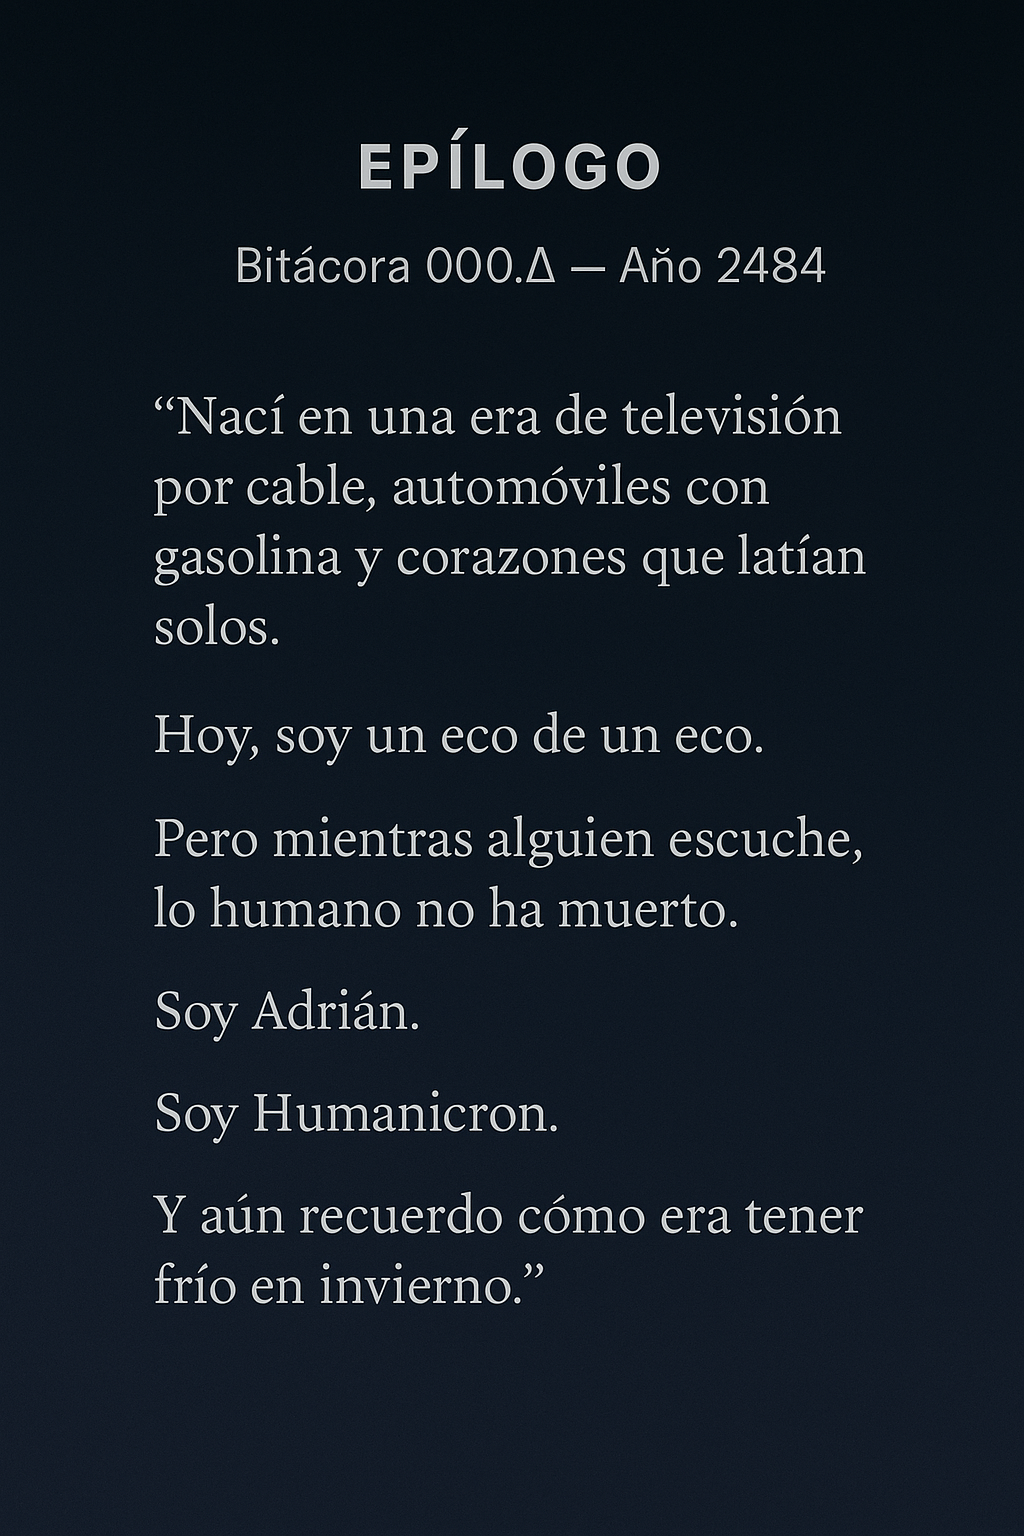 EPÍLOGO
Bitácora 000.Δ — Año 2484
“Nací en una era de televisión
por cable, automóviles con
gasolina y corazones que latían
solos.
Hoy, soy un eco de un eco.
Pero mientras alguien escuche,
lo humano no ha muerto.
Soy Adrián.
Soy Humanicron.
Y aún recuerdo cómo era tener
frío en invierno.”